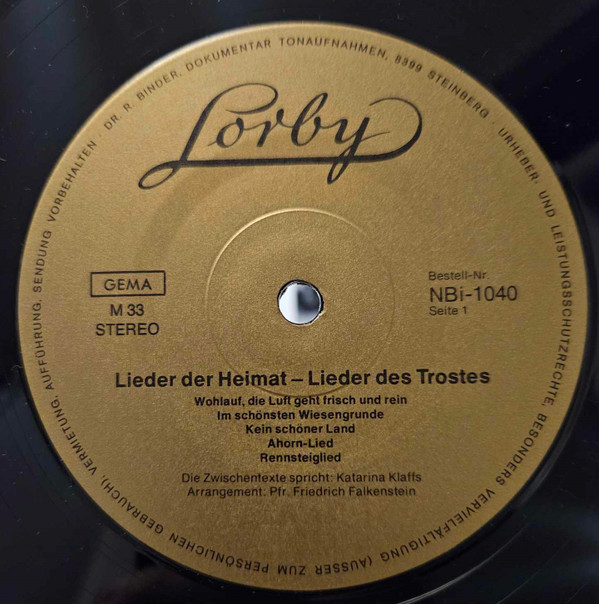 Lorby
DR. R. BINDER, DOKUMENTAR TONAUFNAHMEN, 8399 STEINBERG · URHEBER- UND LEISTUNGSSCHUTZRECHTE, BESONDERS VERVIELFÄLTIGUNG (AUSSER ZUM PERSÖNLICHEN GEBRAUCH), VERMIETUNG, AUFFÜHRUNG, SENDUNG VORBEHALTEN
GEMA
M 33
STEREO
Bestell-Nr.
NBi-1040
Seite 1
Lieder der Heimat – Lieder des Trostes
Wohlauf, die Luft geht frisch und rein
Im schönsten Wiesengrunde
Kein schöner Land
Ahorn-Lied
Rennsteiglied
Die Zwischentexte spricht: Katarina Klaffs
Arrangement: Pfr. Friedrich Falkenstein